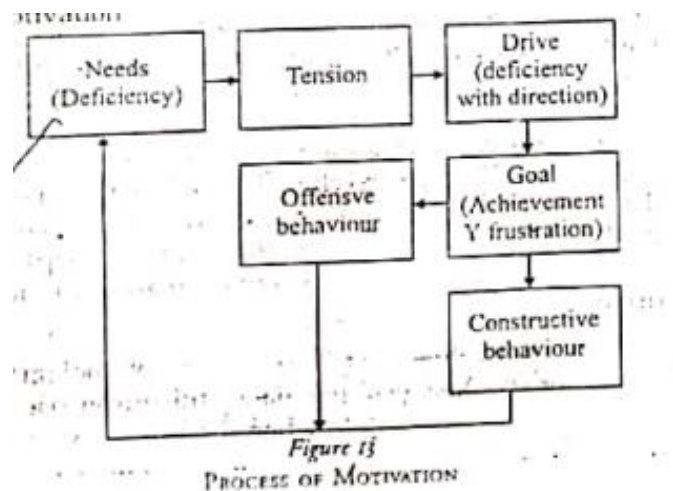 Needs
(Deficiency)
Tension
Drive
(deficiency
with direction)
Offensve
behaviour
Goal
(Achievement
Y frustration)
Constructive
behaviour
PROCESS OF MOTIVATION